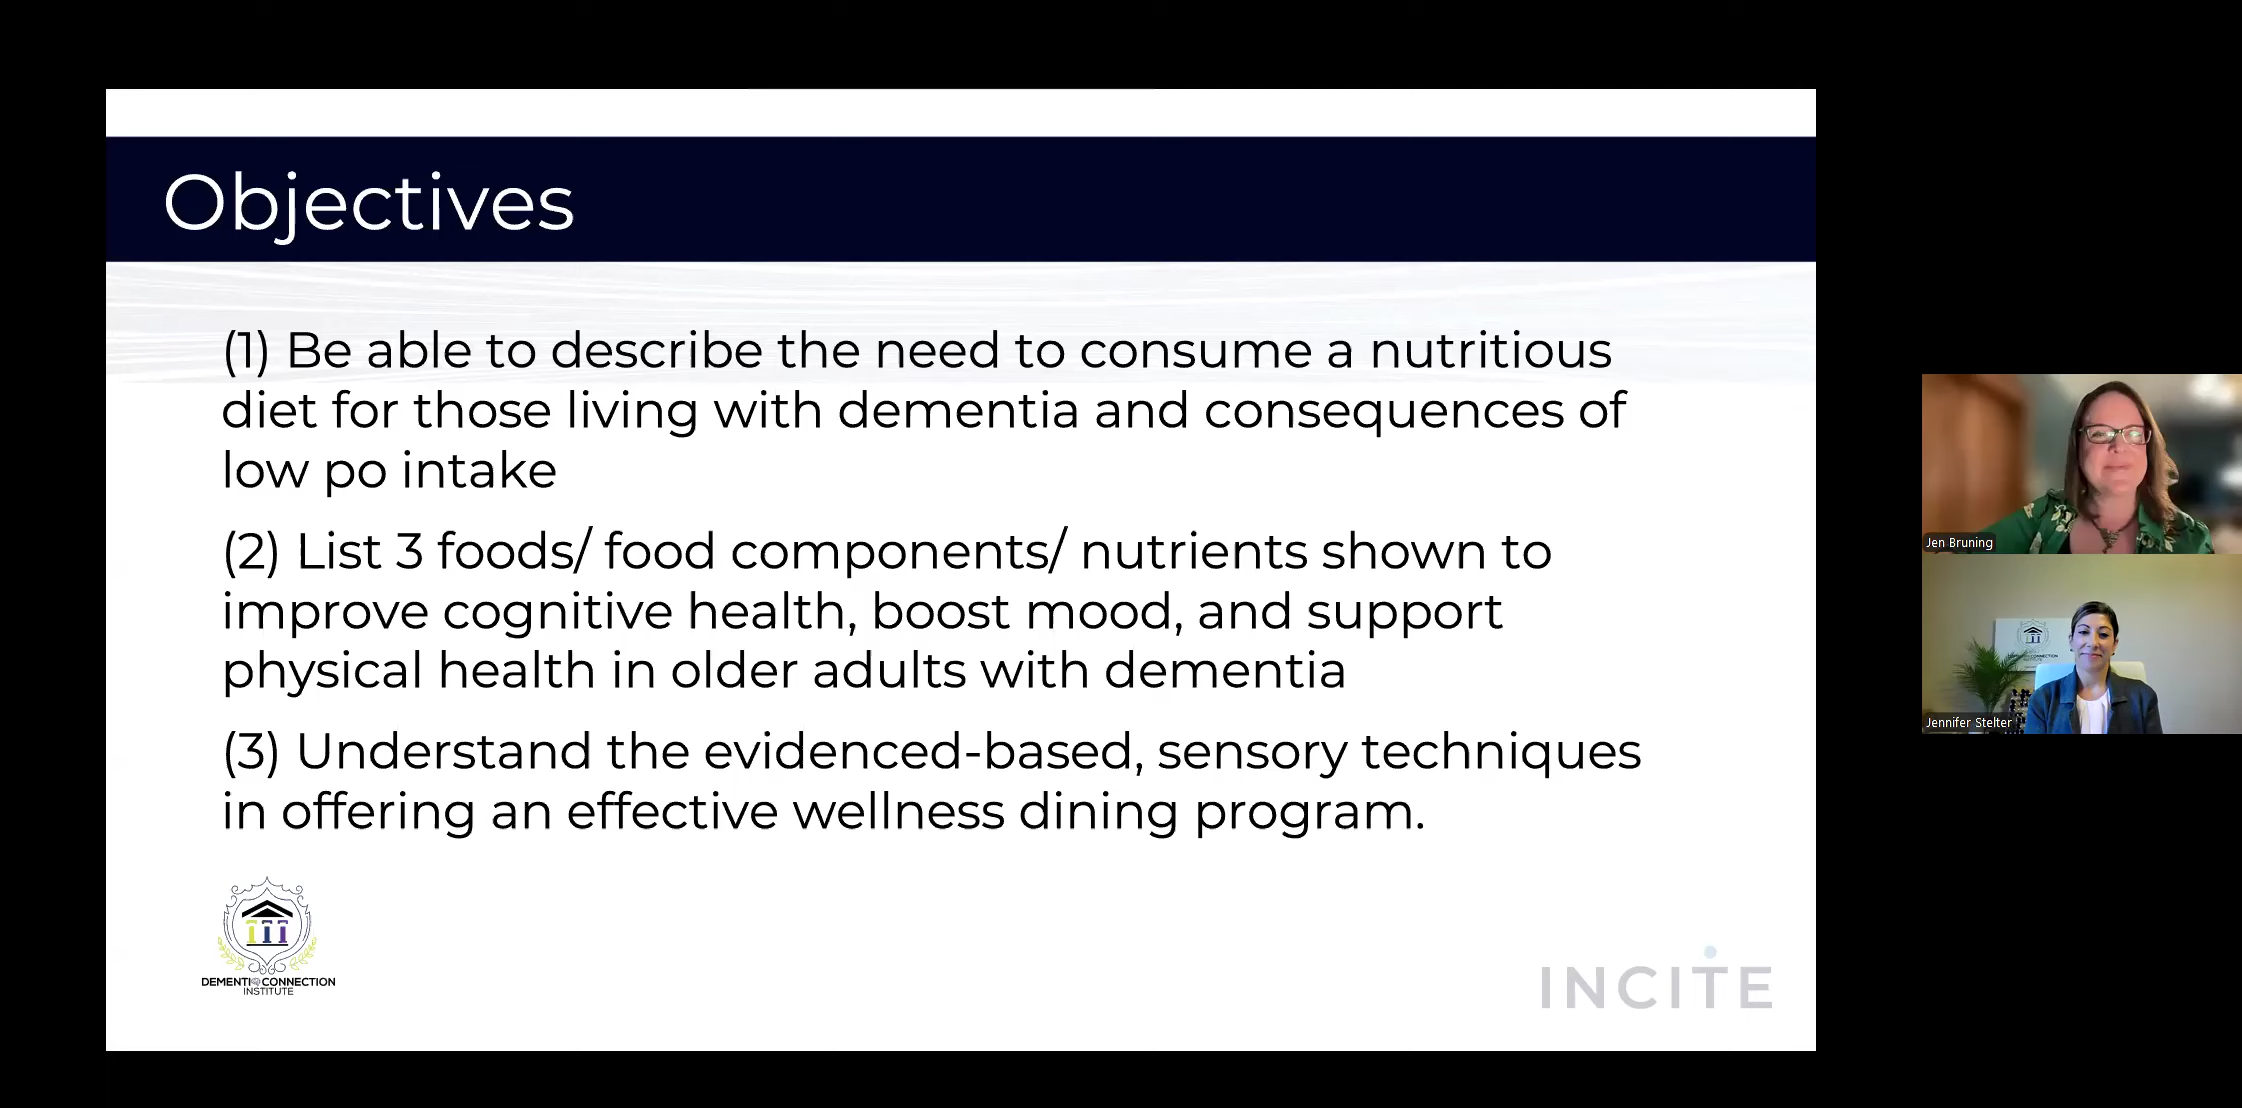 Objectives
(1) Be able to describe the need to consume a nutritious
diet for those living with dementia and consequences of
low po intake
(2) List 3 foods/ food components/ nutrients shown to
improve cognitive health, boost mood, and support
physical health in older adults with dementia
(3) Understand the evidenced-based, sensory techniques
in offering an effective wellness dining program.
DEMENTIA CONNECTION
INSTITUTE
INCITE
Jen Bruning
Jennifer Stelter